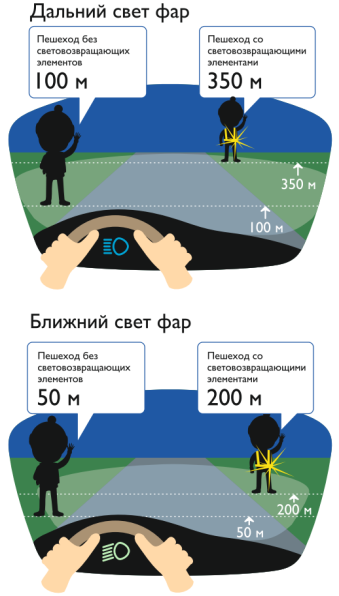 Дальний свет фар
Пешеход без
световозвращающих
элементов
100 м
Пешеход со
световозвращающими
элементами
350 м
350 м
100 м
Ближний свет фар
Пешеход без
световозвращающих
элементов
50 м
Пешеход со
световозвращающими
элементами
200 м
200 м
50 м